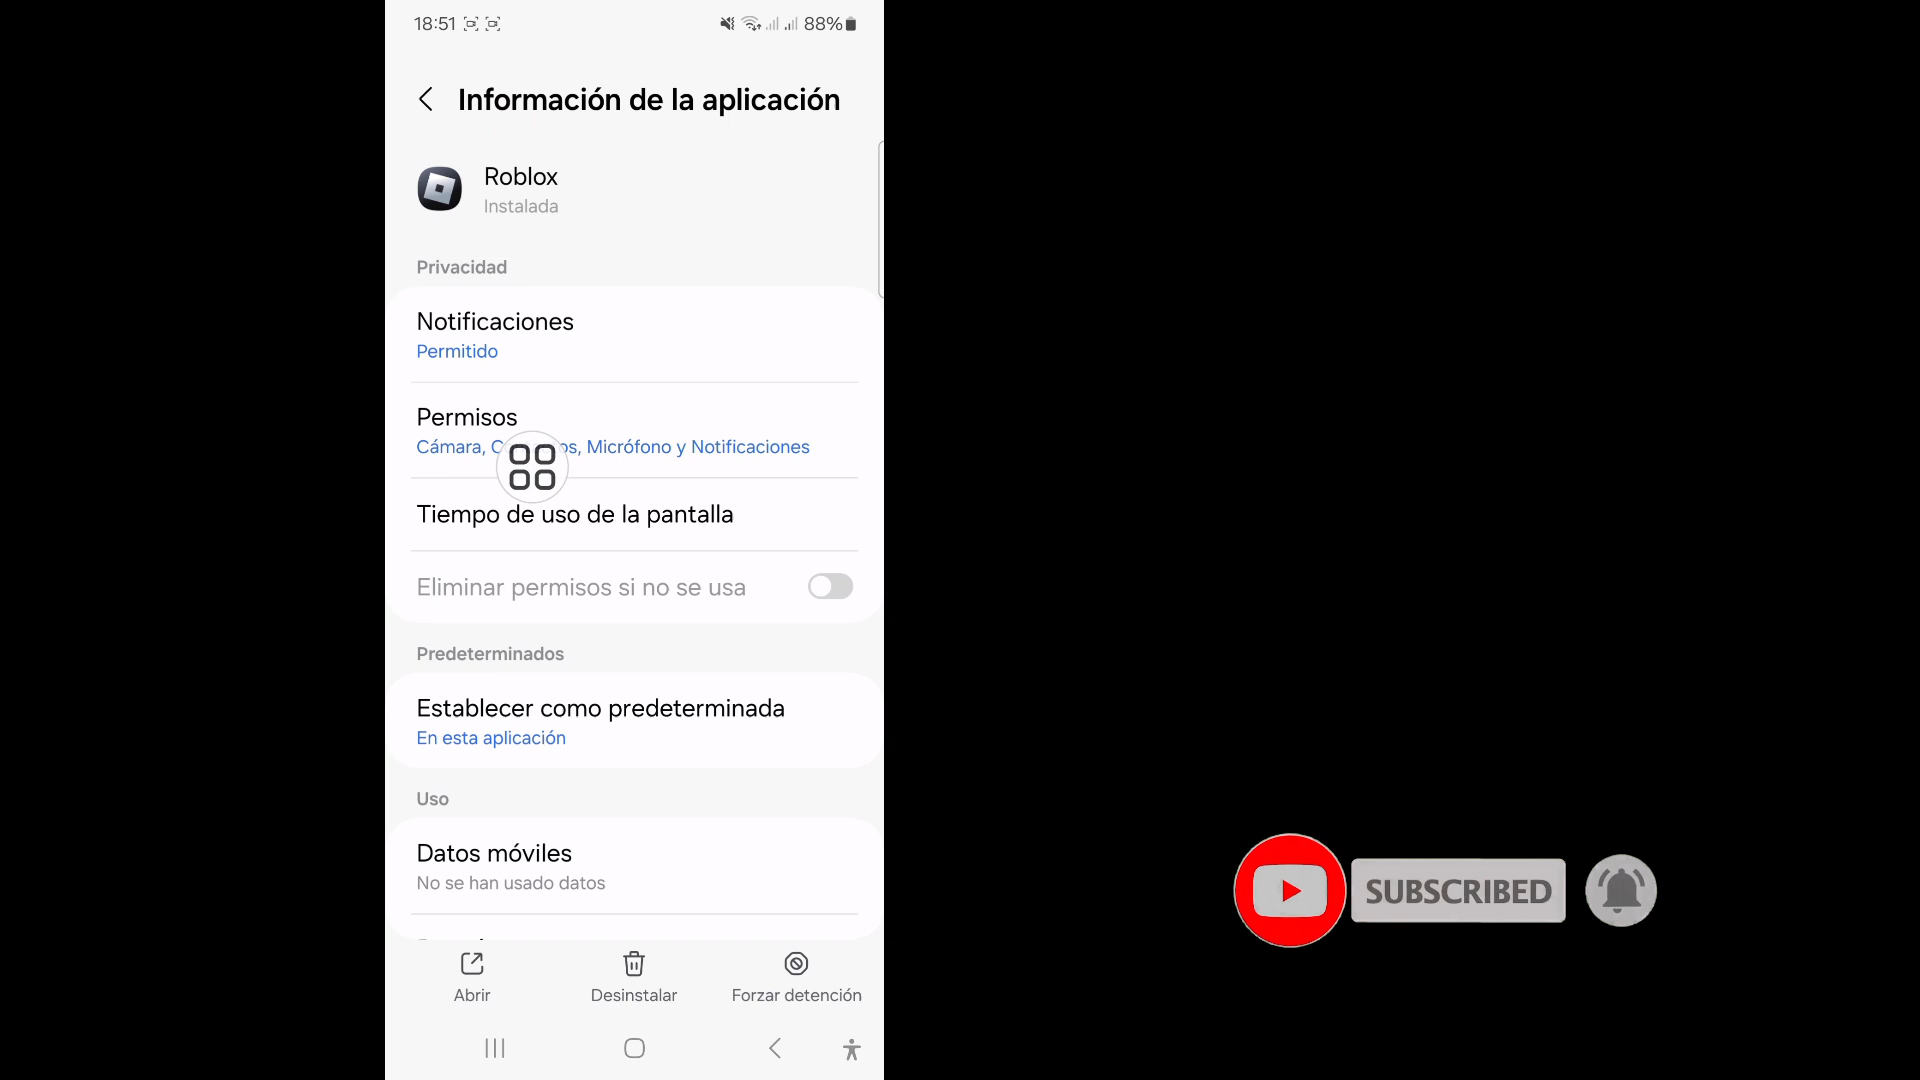 18:51
88%
Información de la aplicación
Roblox
Instalada
Privacidad
Notificaciones
Permitido
Permisos
Cámara, os, Micrófono y Notificaciones
Tiempo de uso de la pantalla
Eliminar permisos si no se usa
Predeterminados
Establecer como predeterminada
En esta aplicación
Uso
Datos móviles
No se han usado datos
Abrir
Desinstalar
Forzar detención
SUBSCRIBED